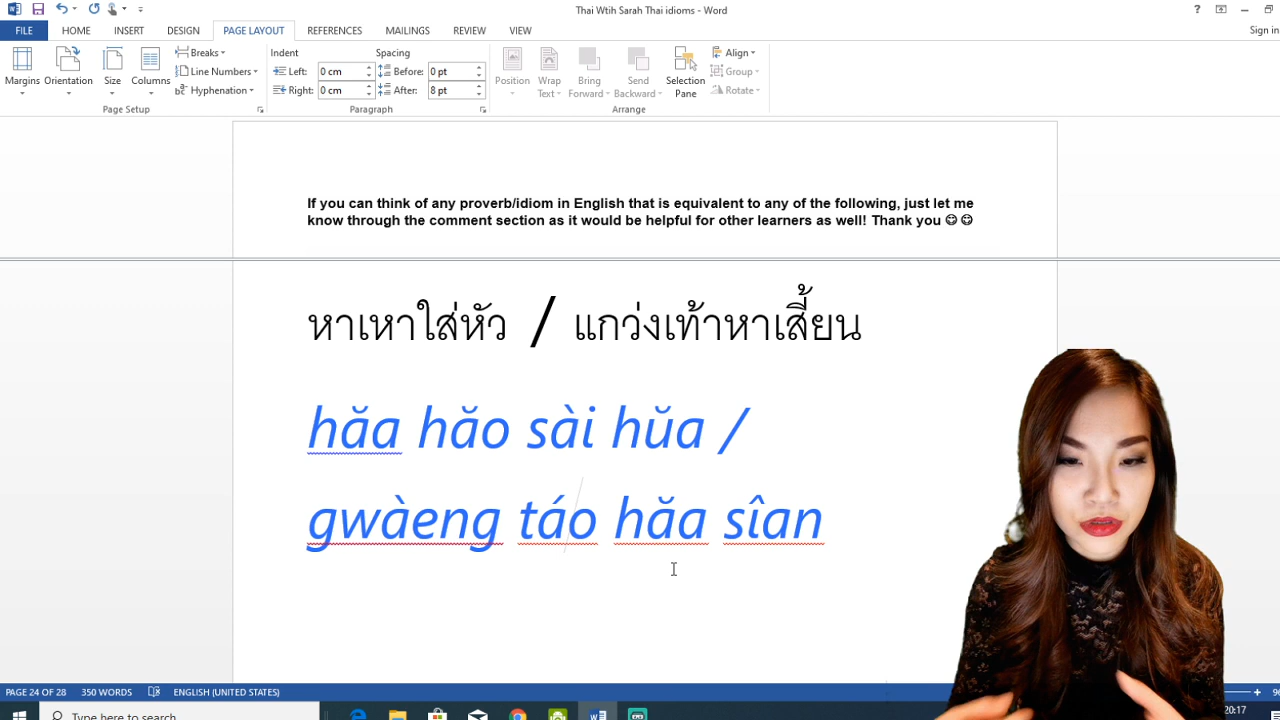 Thai Wtih Sarah Thai idioms - Word
?
Sign in
FILE HOME INSERT DESIGN PAGE LAYOUT REFERENCES MAILINGS REVIEW VIEW
Margins Orientation Size Columns Breaks Line Numbers Hyphenation
Indent Spacing
Left: 0 cm Before: 0 pt
Right: 0 cm After: 8 pt
Position Wrap Text Bring Forward Send Backward Selection Pane Align Group Rotate
Page Setup Paragraph Arrange
If you can think of any proverb/idiom in English that is equivalent to any of the following, just let me
know through the comment section as it would be helpful for other learners as well! Thank you 😋😋
หาเหาใส่หัว / แกว่งเท้าหาเสี้ยน
hăa hăo sài hŭa /
gwàeng táo hăa sîan
PAGE 24 OF 28 350 WORDS ENGLISH (UNITED STATES)
Type here to search
20:17